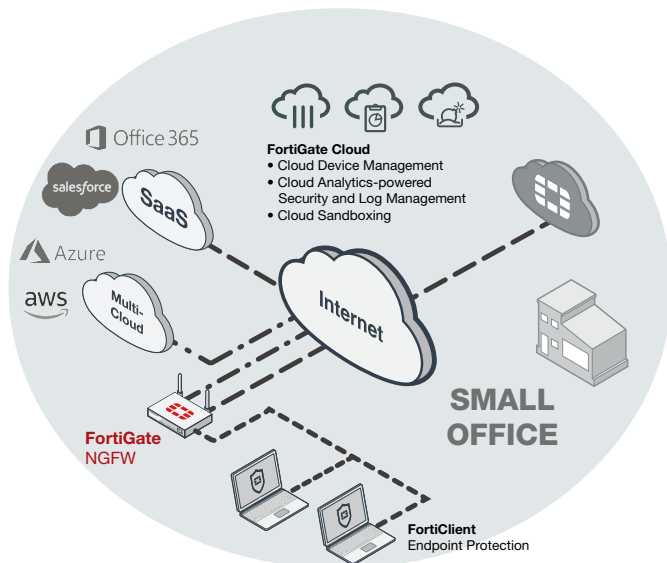 Office 365
salesforce
SaaS
Azure
aws
Multi-
Cloud
FortiGate Cloud
• Cloud Device Management
• Cloud Analytics-powered
Security and Log Management
• Cloud Sandboxing
Internet
SMALL
OFFICE
FortiGate
NGFW
FortiClient
Endpoint Protection